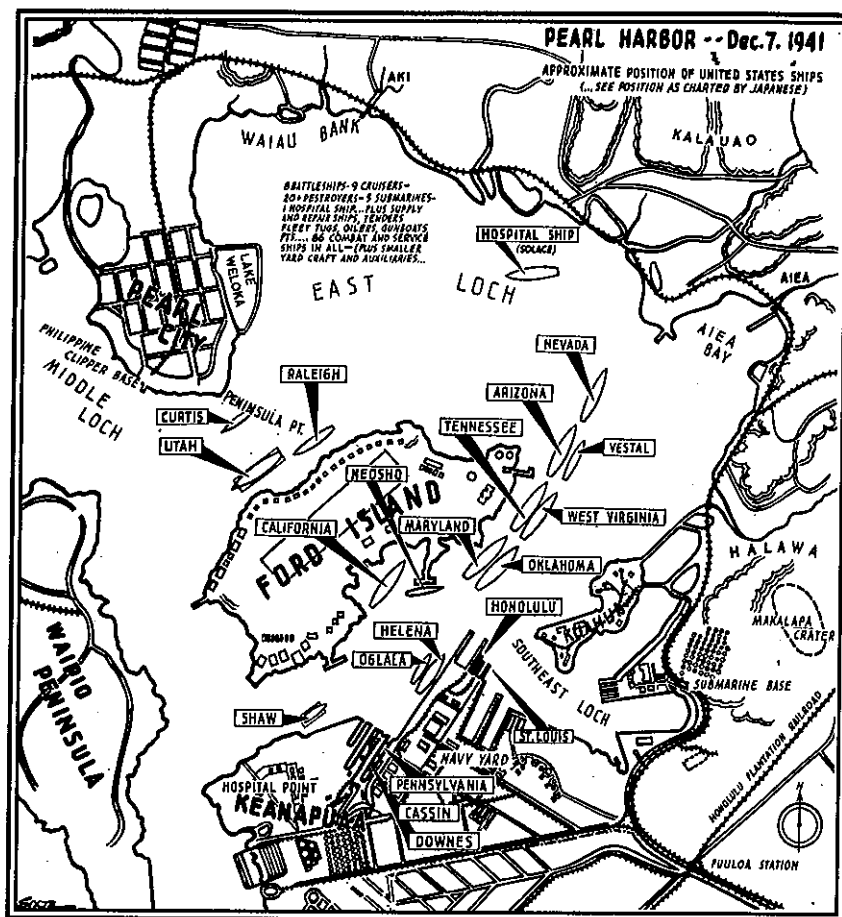 PEARL HARBOR -- Dec. 7. 1941
APPROXIMATE POSITION OF UNITED STATES SHIPS
(... SEE POSITION AS CHARTED BY JAPANESE)
AKI
WAIAU BANK
KALAUAO
8 BATTLESHIPS - 9 CRUISERS -
20+ DESTROYERS - 5 SUBMARINES -
1 HOSPITAL SHIP... PLUS SUPPLY
AND REPAIR SHIPS, TENDERS
FLEET TUGS, OILERS, GUNBOATS
PTS.... 86 COMBAT AND SERVICE
SHIPS IN ALL - (PLUS SMALLER
YARD CRAFT AND AUXILIARIES...
HOSPITAL SHIP
(SOLACE)
LAKE
WELOKA
EAST LOCH
AIEA
PEARL
CITY
AIEA
BAY
PHILIPPINE
CLIPPER BASE
MIDDLE
LOCH
NEVADA
RALEIGH
ARIZONA
PENINSULA PT.
CURTIS
TENNESSEE
UTAH
VESTAL
NEOSHO
WEST VIRGINIA
CALIFORNIA
MARYLAND
FORD ISLAND
HALAWA
OKLAHOMA
MAKALAPA
CRATER
HONOLULU
HELENA
OGLALA
SOUTHEAST LOCH
SUBMARINE BASE
WAIPIO
PENINSULA
SHAW
ST. LOUIS
NAVY YARD
HONOLULU PLANTATION RAILROAD
HOSPITAL POINT
PENNSYLVANIA
CASSIN
DOWNES
N
PUULOA STATION